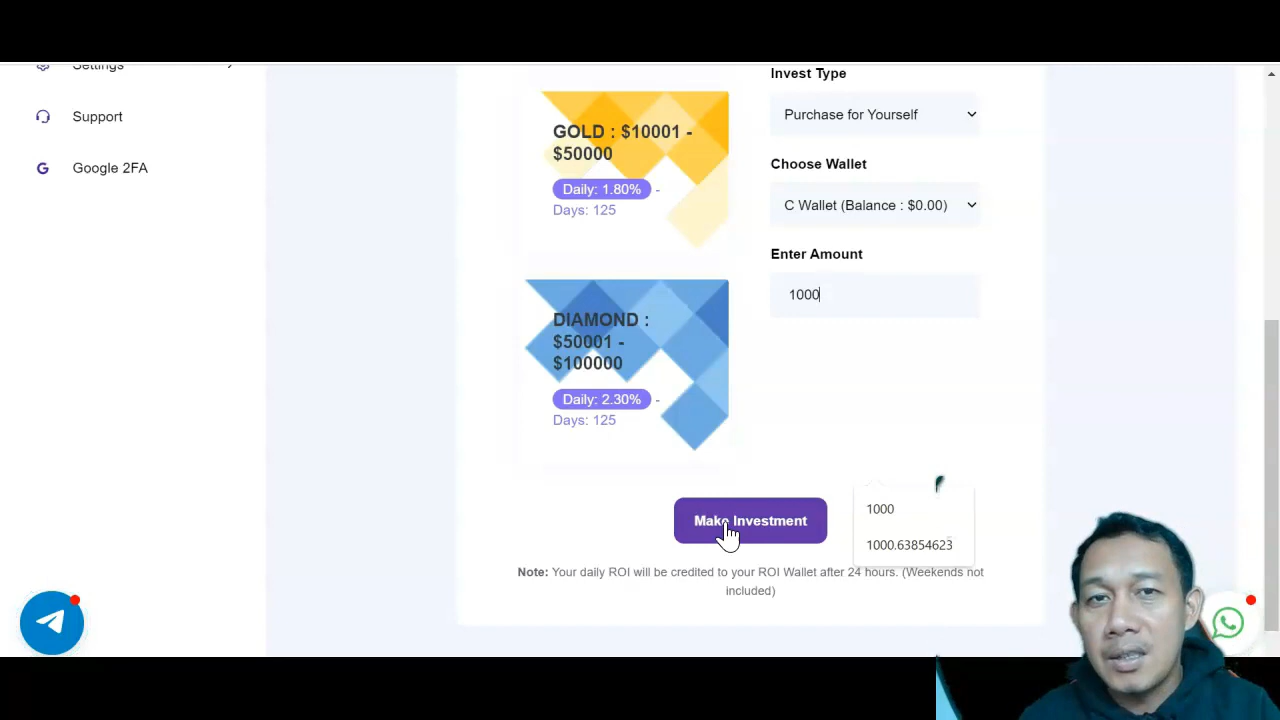 Settings
Support
Google 2FA
GOLD : $10001 -
$50000
Daily: 1.80% -
Days: 125
DIAMOND :
$50001 -
$100000
Daily: 2.30% -
Days: 125
Invest Type
Purchase for Yourself
Choose Wallet
C Wallet (Balance : $0.00)
Enter Amount
1000
Make Investment
1000
1000.63854623
Note: Your daily ROI will be credited to your ROI Wallet after 24 hours. (Weekends not
included)